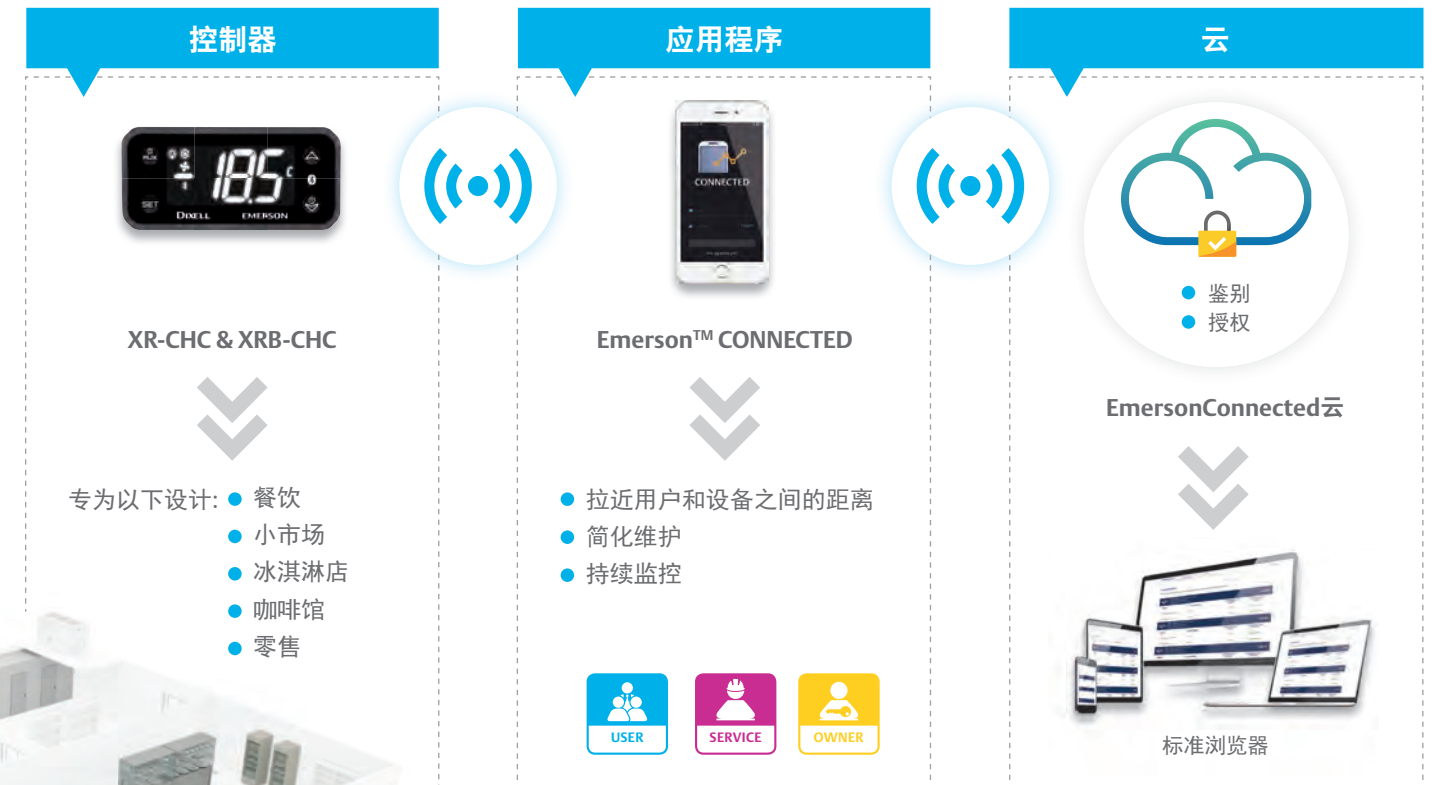 控制器
AUX
18.5
C
SET
DIXELL
EMERSON
XR-CHC & XRB-CHC
专为以下设计:
餐饮
小市场
冰淇淋店
咖啡馆
零售
应用程序
CONNECTED
Emerson™ CONNECTED
拉近用户和设备之间的距离
简化维护
持续监控
USER
SERVICE
OWNER
云
鉴别
授权
EmersonConnected云
标准浏览器